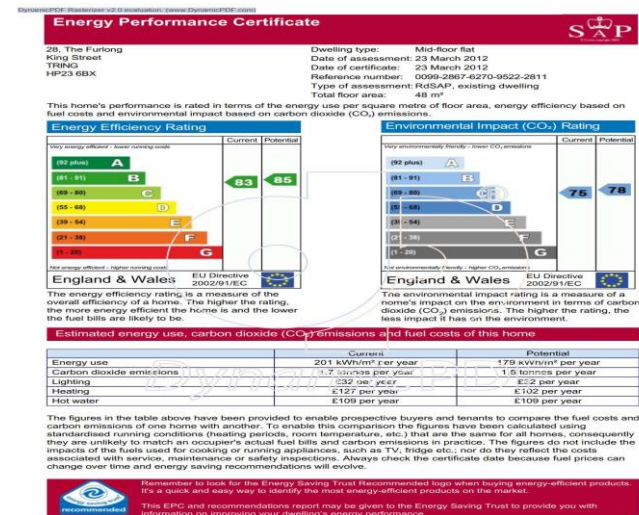 DynamicPDF Rasterizer v2.0 evaluation. (www.DynamicPDF.com)
Energy Performance Certificate
SAP
28, The Furlong
King Street
TRING
HP23 6BX
Dwelling type: Mid-floor flat
Date of assessment: 23 March 2012
Date of certificate: 23 March 2012
Reference number: 0099-2867-6270-9522-2811
Type of assessment: RdSAP, existing dwelling
Total floor area: 48 m²
This home's performance is rated in terms of the energy use per square metre of floor area, energy efficiency based on
fuel costs and environmental impact based on carbon dioxide (CO₂) emissions.
Energy Efficiency Rating
Current Potential
Very energy efficient - lower running costs
(92 plus) A
(81 - 91) B
(69 - 80) C
(55 - 68) D
(39 - 54) E
(21 - 38) F
(1 - 20) G
83 85
Not energy efficient - higher running costs
England & Wales
EU Directive
2002/91/EC
The energy efficiency rating is a measure of the
overall efficiency of a home. The higher the rating,
the more energy efficient the home is and the lower
the fuel bills are likely to be.
Environmental Impact (CO₂) Rating
Current Potential
Very environmentally friendly - lower CO₂ emissions
(92 plus) A
(81 - 91) B
(69 - 80) C
(55 - 68) D
(39 - 54) E
(21 - 38) F
(1 - 20) G
75 78
Not environmentally friendly - higher CO₂ emissions
England & Wales
EU Directive
2002/91/EC
The environmental impact rating is a measure of a
home's impact on the environment in terms of carbon
dioxide (CO₂) emissions. The higher the rating, the
less impact it has on the environment.
Estimated energy use, carbon dioxide (CO₂) emissions and fuel costs of this home
Current Potential
Energy use 201 kWh/m² per year 179 kWh/m² per year
Carbon dioxide emissions 1.7 tonnes per year 1.5 tonnes per year
Lighting £32 per year £32 per year
Heating £127 per year £102 per year
Hot water £109 per year £109 per year
The figures in the table above have been provided to enable prospective buyers and tenants to compare the fuel costs and
carbon emissions of one home with another. To enable this comparison the figures have been calculated using
standardised running conditions (heating periods, room temperature, etc.) that are the same for all homes, consequently
they are unlikely to match an occupier's actual fuel bills and carbon emissions in practice. The figures do not include the
impacts of the fuels used for cooking or running appliances, such as TV, fridge etc.; nor do they reflect the costs
associated with service, maintenance or safety inspections. Always check the certificate date because fuel prices can
change over time and energy saving recommendations will evolve.
recommended
Remember to look for the Energy Saving Trust Recommended logo when buying energy-efficient products.
It's a quick and easy way to identify the most energy-efficient products on the market.
This EPC and recommendations report may be given to the Energy Saving Trust to provide you with
information on improving your dwelling's energy performance.